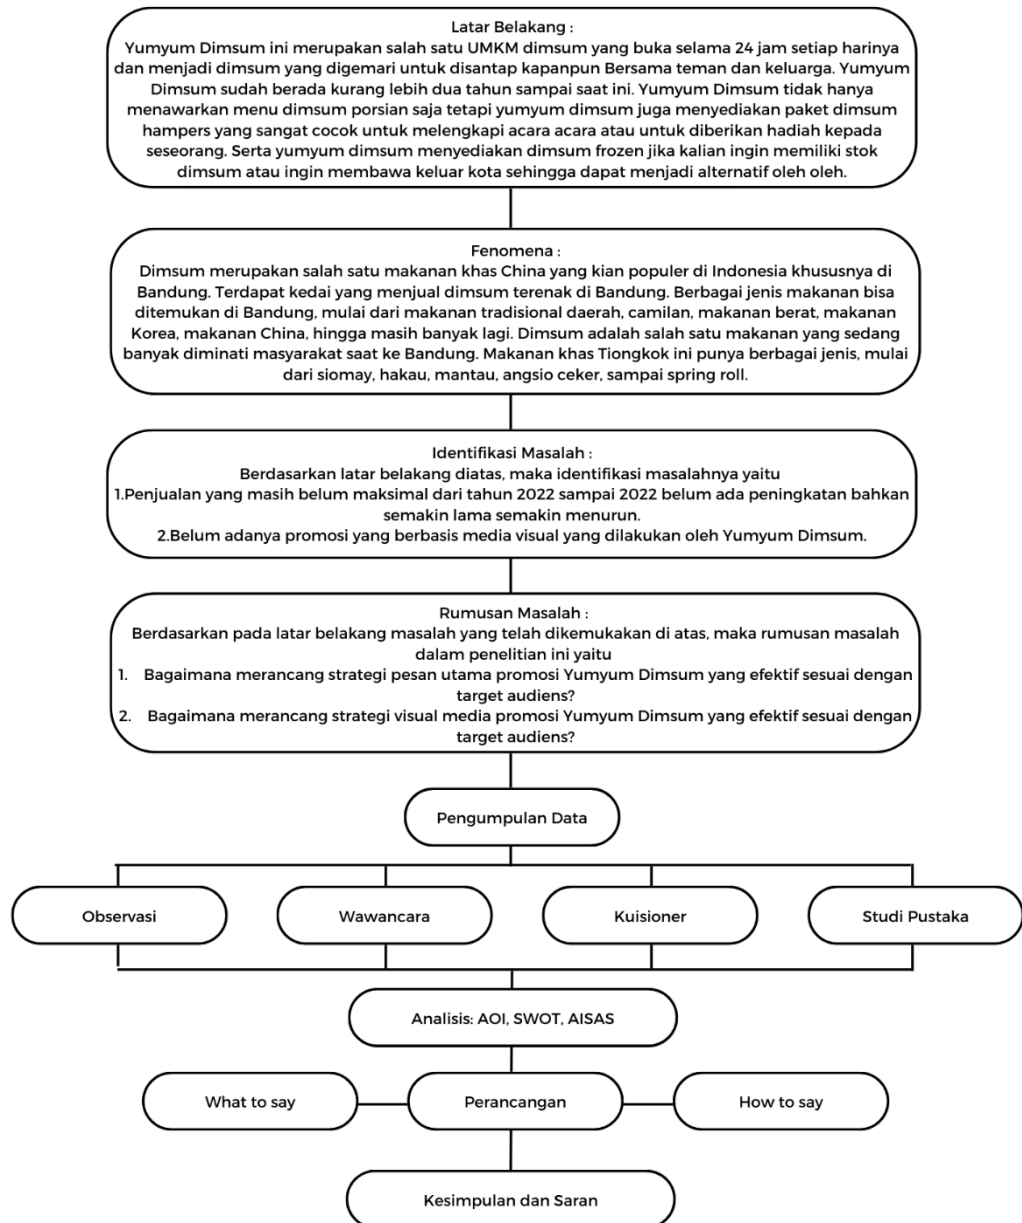 Latar Belakang :
Yumyum Dimsum ini merupakan salah satu UMKM dimsum yang buka selama 24 jam setiap harinya
dan menjadi dimsum yang digemari untuk disantap kapanpun Bersama teman dan keluarga. Yumyum
Dimsum sudah berada kurang lebih dua tahun sampai saat ini. Yumyum Dimsum tidak hanya
menawarkan menu dimsum porsian saja tetapi yumyum dimsum juga menyediakan paket dimsum
hampers yang sangat cocok untuk melengkapi acara acara atau untuk diberikan hadiah kepada
seseorang. Serta yumyum dimsum menyediakan dimsum frozen jika kalian ingin memiliki stok
dimsum atau ingin membawa keluar kota sehingga dapat menjadi alternatif oleh oleh.
Fenomena :
Dimsum merupakan salah satu makanan khas China yang kian populer di Indonesia khususnya di
Bandung. Terdapat kedai yang menjual dimsum terenak di Bandung. Berbagai jenis makanan bisa
ditemukan di Bandung, mulai dari makanan tradisional daerah, camilan, makanan berat, makanan
Korea, makanan China, hingga masih banyak lagi. Dimsum adalah salah satu makanan yang sedang
banyak diminati masyarakat saat ke Bandung. Makanan khas Tiongkok ini punya berbagai jenis, mulai
dari siomay, hakau, mantau, angsio ceker, sampai spring roll.
Identifikasi Masalah :
Berdasarkan latar belakang diatas, maka identifikasi masalahnya yaitu
1.Penjualan yang masih belum maksimal dari tahun 2022 sampai 2022 belum ada peningkatan bahkan
semakin lama semakin menurun.
2.Belum adanya promosi yang berbasis media visual yang dilakukan oleh Yumyum Dimsum.
Rumusan Masalah :
Berdasarkan pada latar belakang masalah yang telah dikemukakan di atas, maka rumusan masalah
dalam penelitian ini yaitu
1. Bagaimana merancang strategi pesan utama promosi Yumyum Dimsum yang efektif sesuai dengan
target audiens?
2. Bagaimana merancang strategi visual media promosi Yumyum Dimsum yang efektif sesuai dengan
target audiens?
Pengumpulan Data
Observasi
Wawancara
Kuisioner
Studi Pustaka
Analisis: AOI, SWOT, AISAS
What to say
Perancangan
How to say
Kesimpulan dan Saran